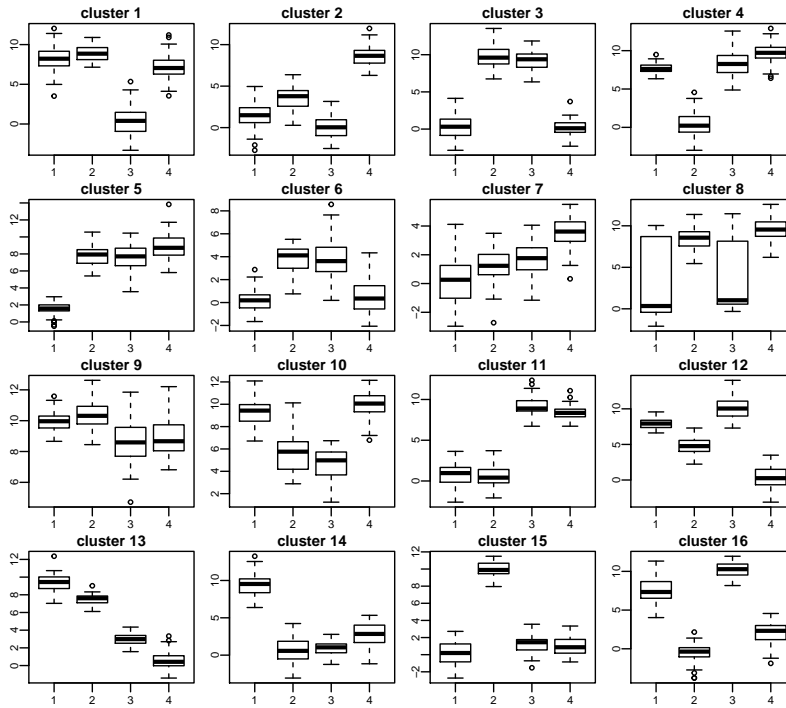 cluster 1
0 5 10
1 2 3 4
cluster 2
0 5 10
1 2 3 4
cluster 3
0 5 10
1 2 3 4
cluster 4
0 5 10
1 2 3 4
cluster 5
0 2 4 6 8 10 14
1 2 3 4
cluster 6
−2 0 2 4 6 8
1 2 3 4
cluster 7
−2 0 2 4
1 2 3 4
cluster 8
0 5 10
1 2 3 4
cluster 9
6 8 10 12
1 2 3 4
cluster 10
2 4 6 8 10 12
1 2 3 4
cluster 11
0 5 10
1 2 3 4
cluster 12
0 5 10
1 2 3 4
cluster 13
0 2 4 6 8 12
1 2 3 4
cluster 14
0 5 10
1 2 3 4
cluster 15
−2 0 2 4 6 8 12
1 2 3 4
cluster 16
0 5 10
1 2 3 4